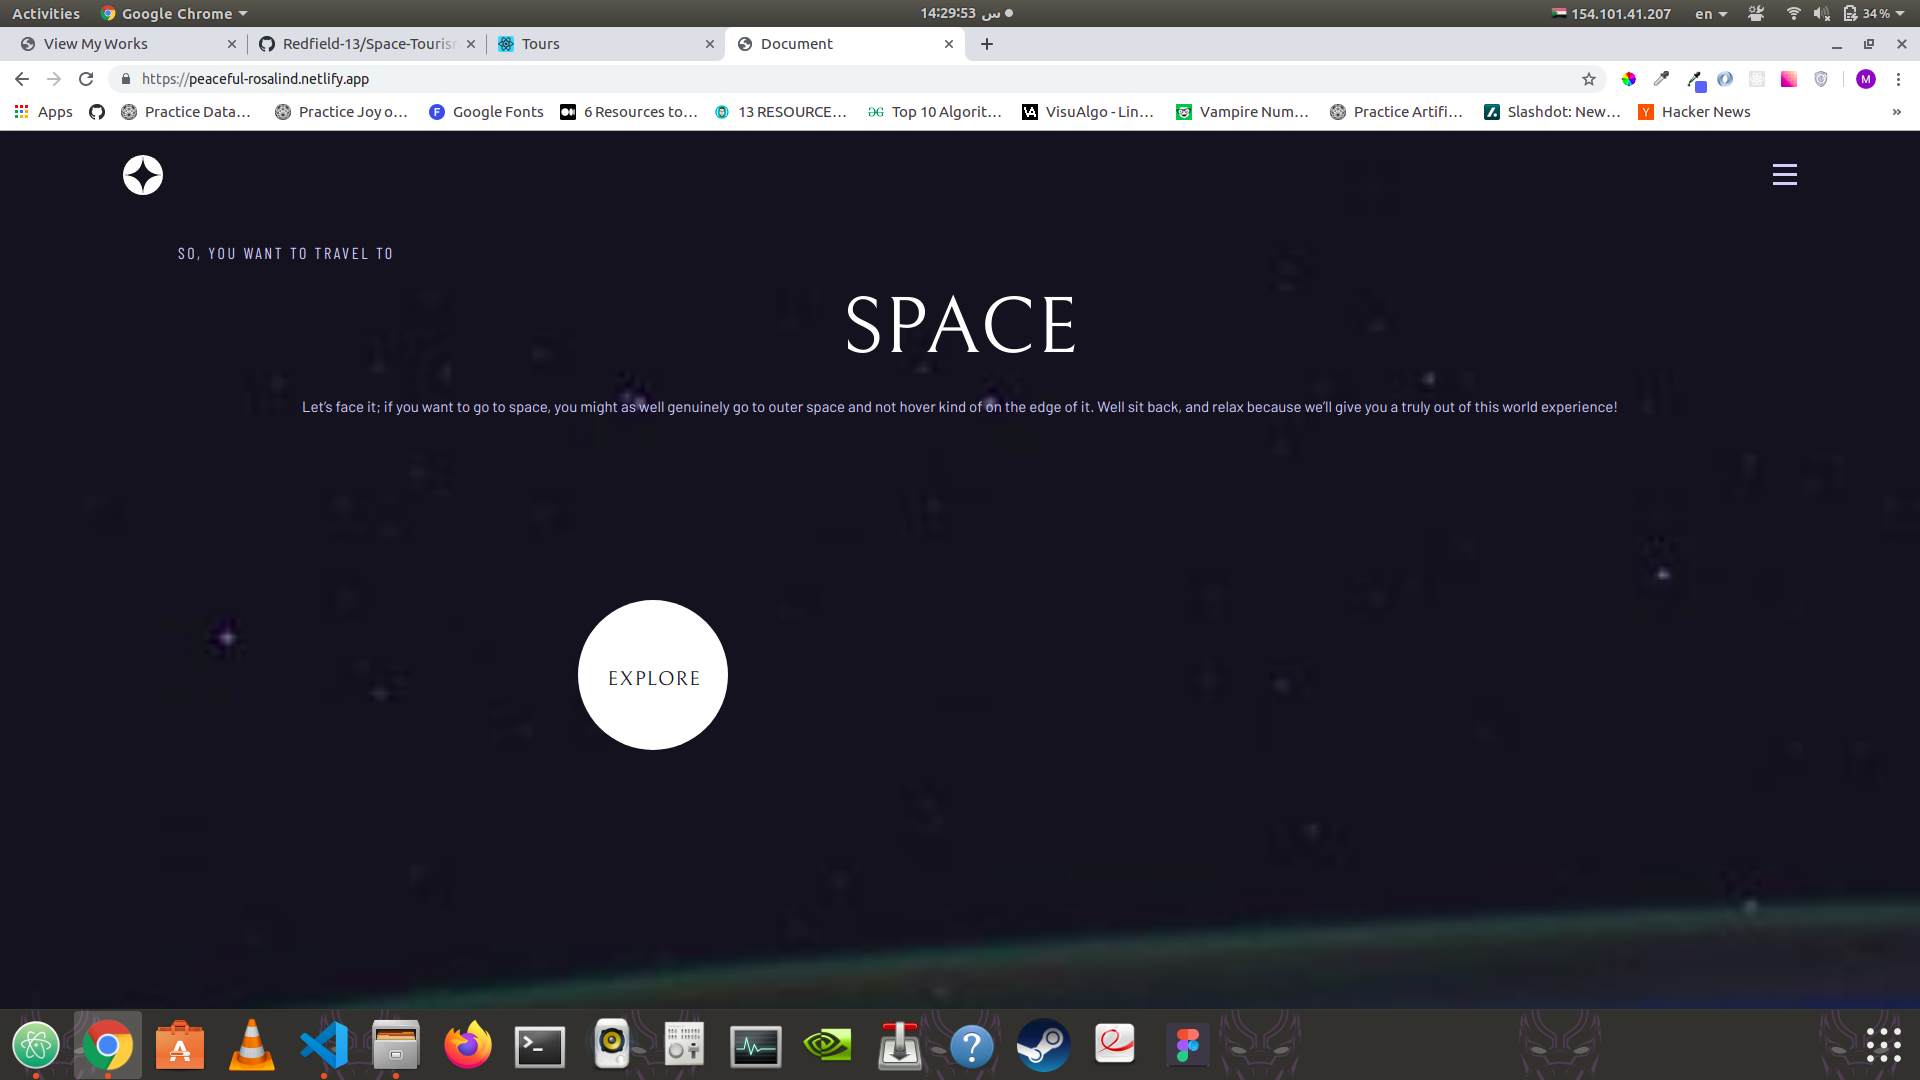 Activities Google Chrome 14:29:53 س 154.101.41.207 en 34 %
View My Works Redfield-13/Space-Touris Tours Document
https://peaceful-rosalind.netlify.app M
Apps Practice Data... Practice Joy o... F Google Fonts 6 Resources to... 13 RESOURCE... Top 10 Algorit... VA VisuAlgo - Lin... Vampire Num... Practice Artifi... Slashdot: New... Y Hacker News »
SO, YOU WANT TO TRAVEL TO
SPACE
Let's face it; if you want to go to space, you might as well genuinely go to outer space and not hover kind of on the edge of it. Well sit back, and relax because we'll give you a truly out of this world experience!
EXPLORE